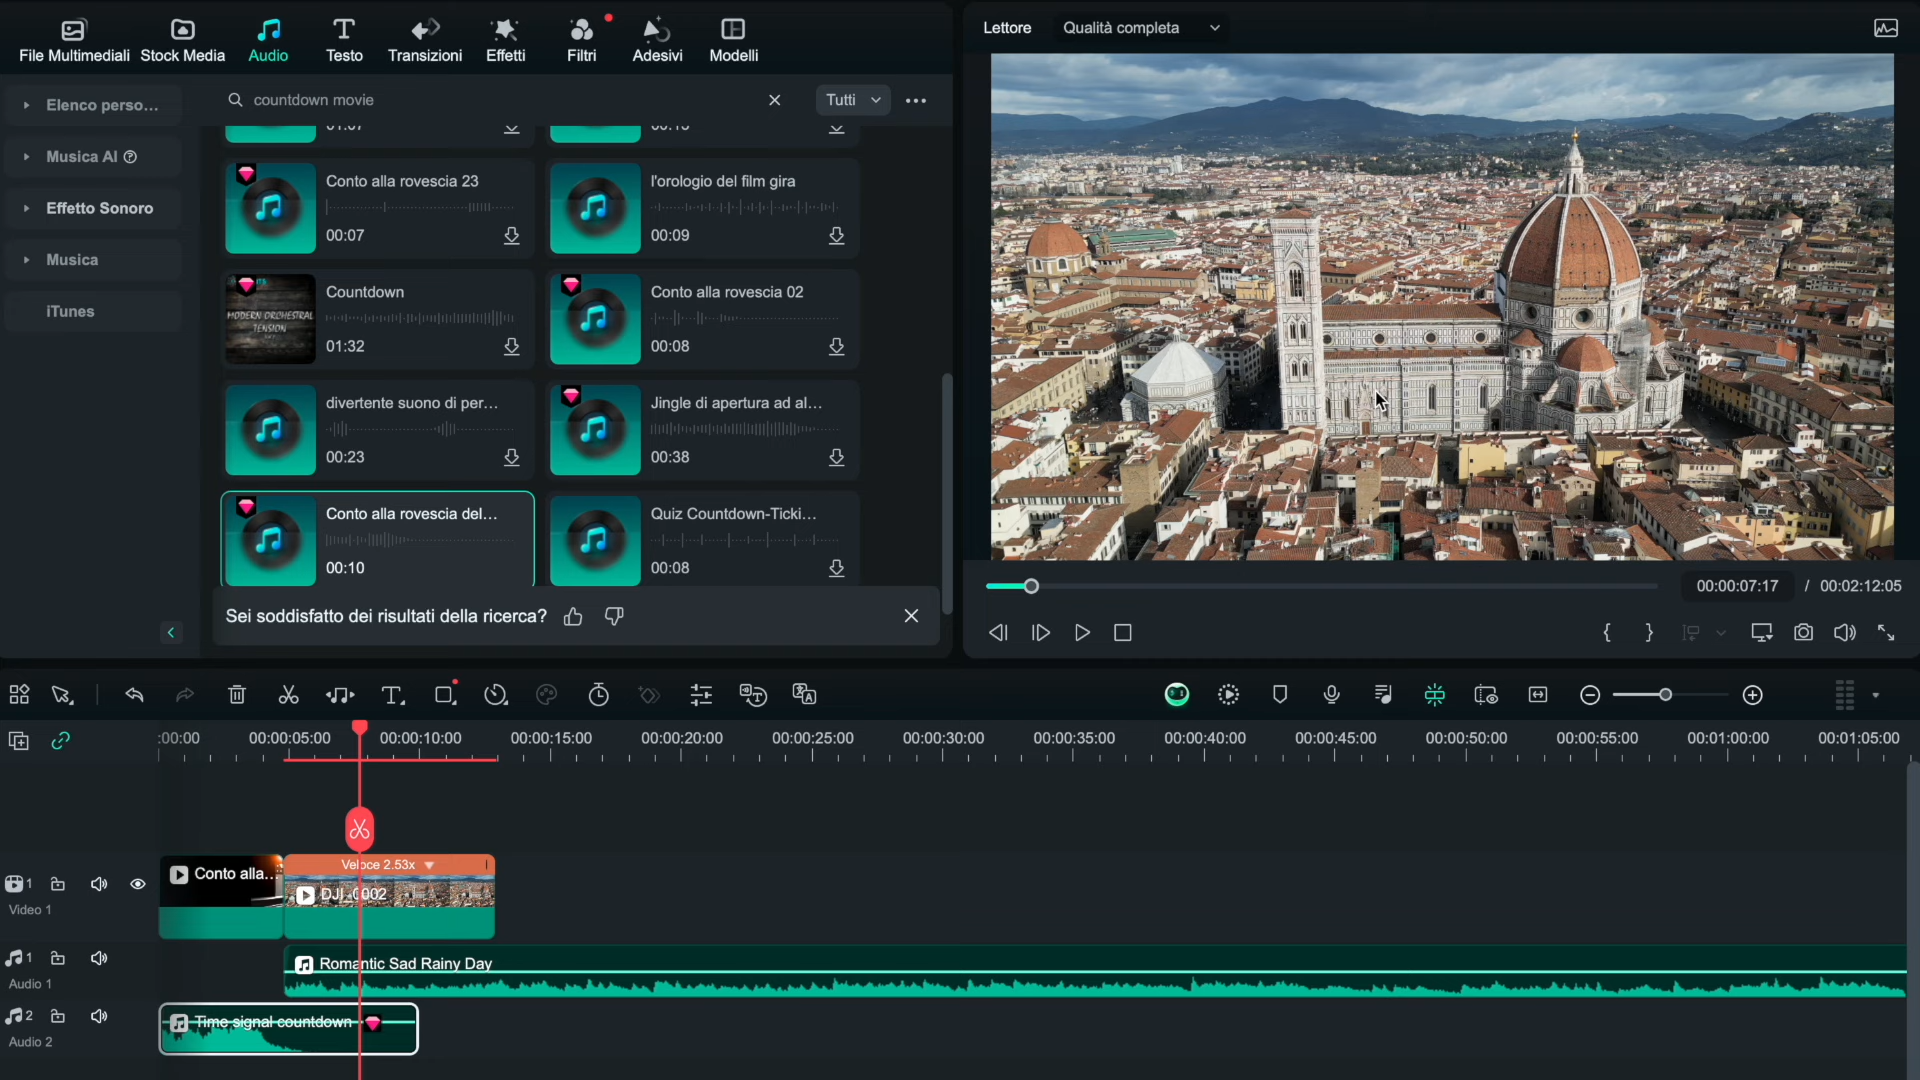 File Multimediali
Stock Media
Audio
Testo
Transizioni
Effetti
Filtri
Adesivi
Modelli
Lettore
Qualità completa
Elenco perso...
Musica AI
Effetto Sonoro
Musica
iTunes
countdown movie
Tutti
Conto alla rovescia 23
00:07
l'orologio del film gira
00:09
MODERN ORCHESTRAL
TENSION
Countdown
01:32
Conto alla rovescia 02
00:08
divertente suono di per...
00:23
Jingle di apertura ad al...
00:38
Conto alla rovescia del...
00:10
Quiz Countdown-Ticki...
00:08
Sei soddisfatto dei risultati della ricerca?
00:00:07:17 / 00:02:12:05
:00:00
00:00:05:00
00:00:10:00
00:00:15:00
00:00:20:00
00:00:25:00
00:00:30:00
00:00:35:00
00:00:40:00
00:00:45:00
00:00:50:00
00:00:55:00
00:01:00:00
00:01:05:00
1
Video 1
Conto alla...
Veloce 2.53x
DJI_0002
1
Audio 1
Romantic Sad Rainy Day
2
Audio 2
Time signal countdown